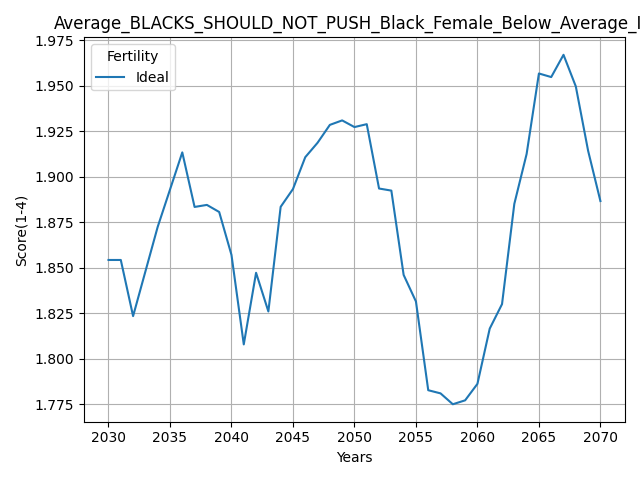 Average_BLACKS_SHOULD_NOT_PUSH_Black_Female_Below_Average_I
Fertility
Ideal
1.975
1.950
1.925
1.900
1.875
1.850
1.825
1.800
1.775
Score(1-4)
2030 2035 2040 2045 2050 2055 2060 2065 2070
Years